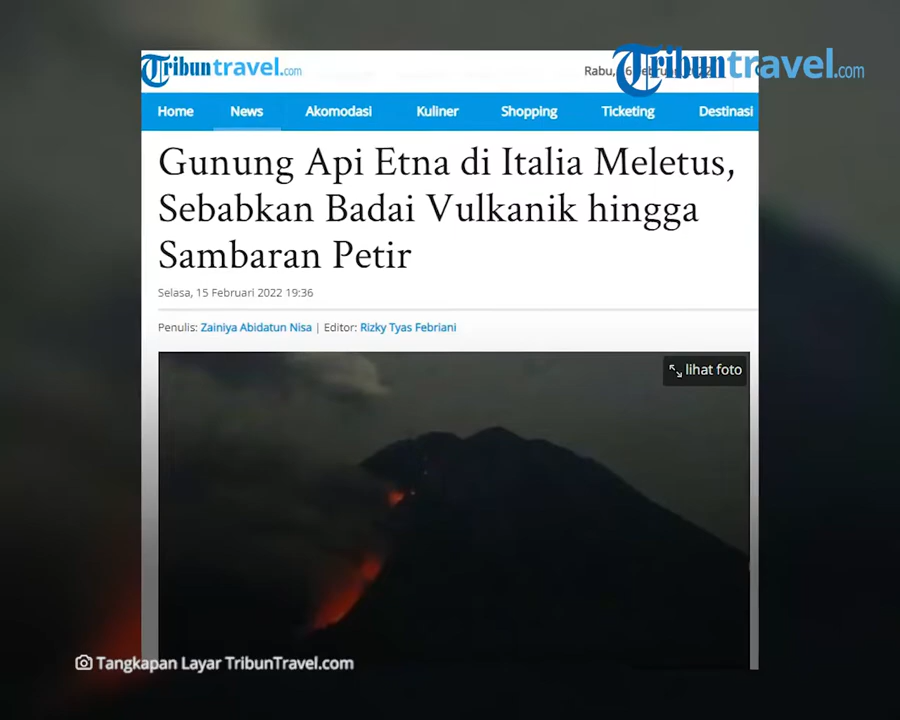 Tribuntravel.com
Tribuntravel.com
Rabu,
Home News Akomodasi Kuliner Shopping Ticketing Destinasi
Gunung Api Etna di Italia Meletus,
Sebabkan Badai Vulkanik hingga
Sambaran Petir
Selasa, 15 Februari 2022 19:36
Penulis: Zainiya Abidatun Nisa | Editor: Rizky Tyas Febriani
lihat foto
Tangkapan Layar TribunTravel.com